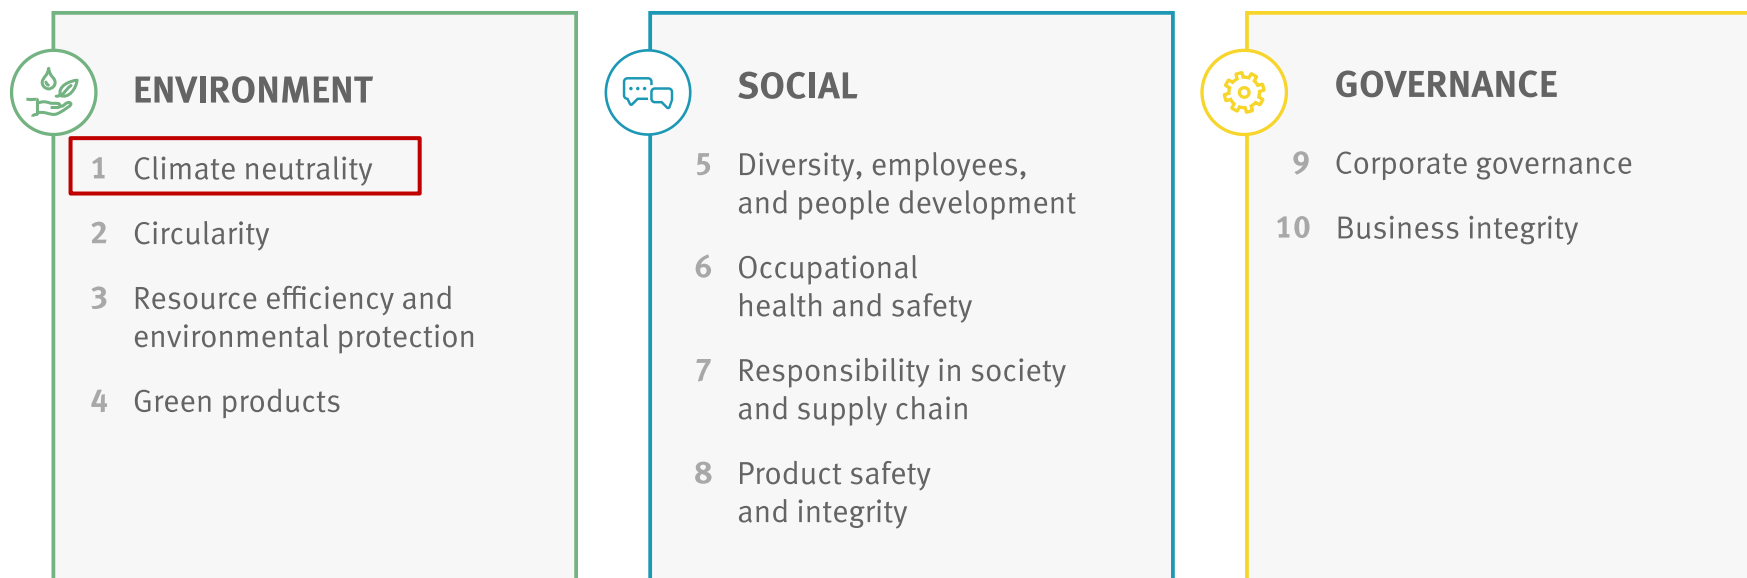 ENVIRONMENT
1 Climate neutrality
2 Circularity
3 Resource efficiency and
environmental protection
4 Green products
SOCIAL
5 Diversity, employees,
and people development
6 Occupational
health and safety
7 Responsibility in society
and supply chain
8 Product safety
and integrity
GOVERNANCE
9 Corporate governance
10 Business integrity